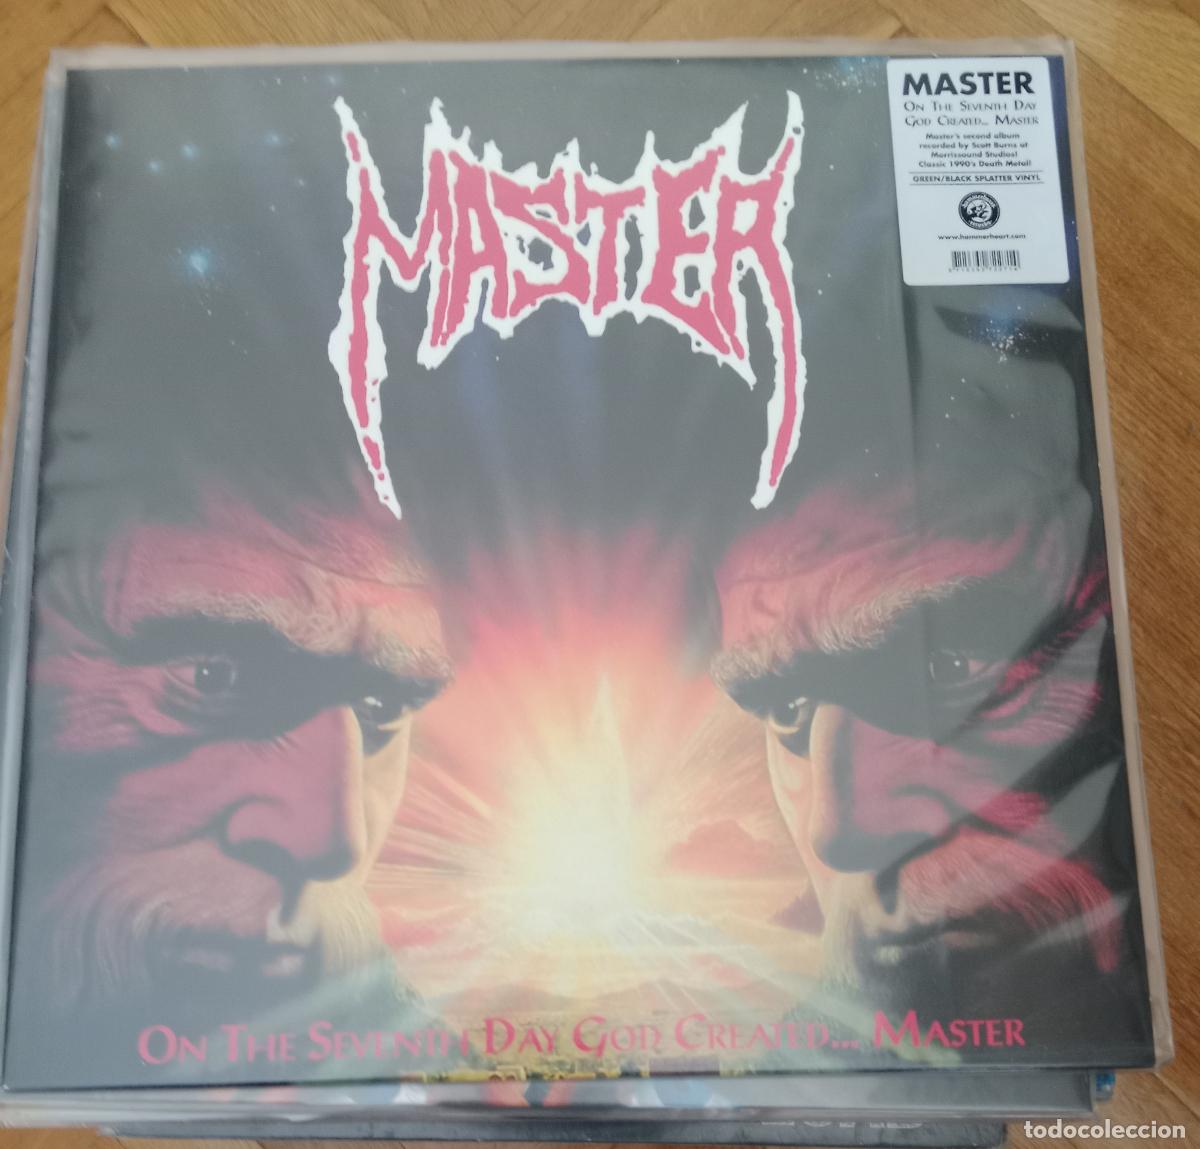 MASTER
MASTER
ON THE SEVENTH DAY
GOD CREATED... MASTER
Master's second album
recorded by Scott Burns at
Morrissound Studios!
Classic 1990's Death Metal!
GREEN/BLACK SPLATTER VINYL
www.hammerheart.com
ON THE SEVENTH DAY GOD CREATED... MASTER
todocoleccion